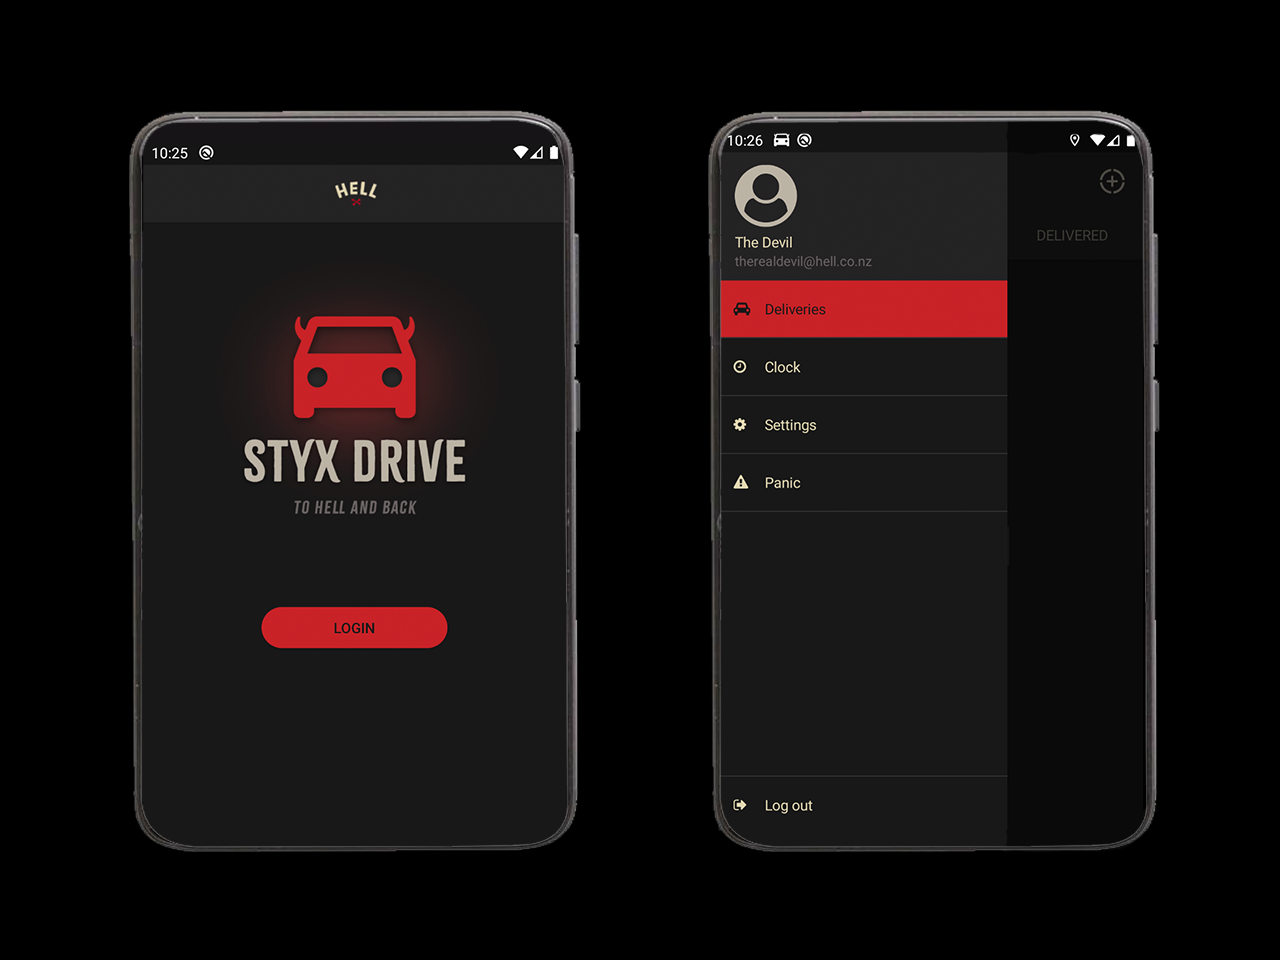 10:25
HELL
STYX DRIVE
TO HELL AND BACK
LOGIN
10:26
The Devil
therealdevil@hell.co.nz
DELIVERED
Deliveries
Clock
Settings
Panic
Log out